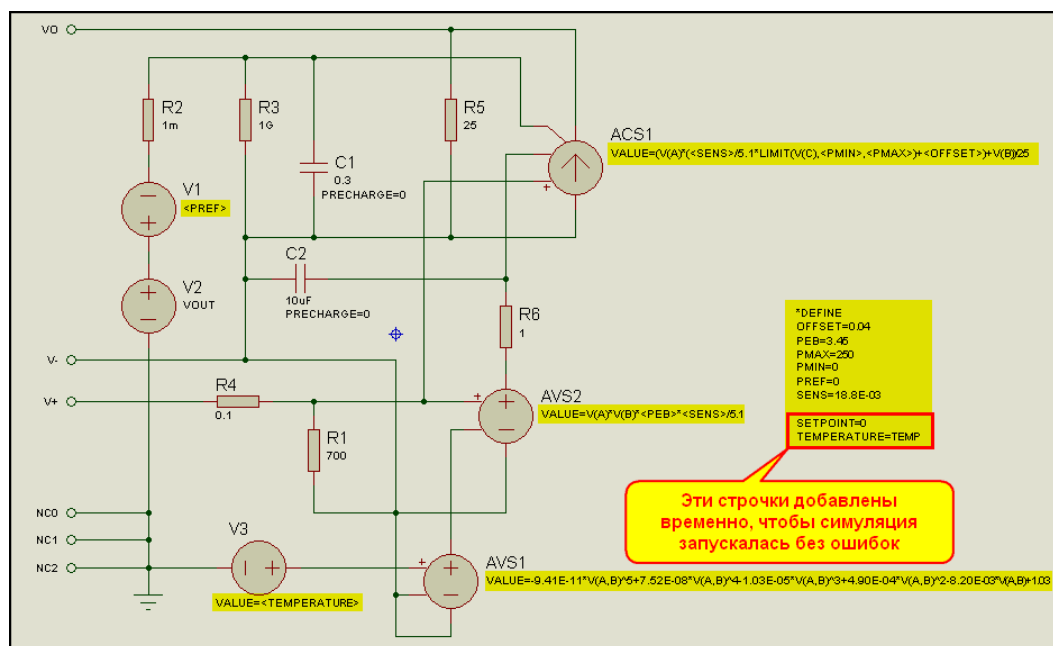 VO
R2
1m
R3
1G
C1
0.3
PRECHARGE=0
R5
25
ACS1
VALUE=(V(A)*(<SENS>/5.1*LIMIT(V(C),<PMIN>,<PMAX>)+<OFFSET>)+V(B))/25
V1
<PREF>
V2
VOUT
C2
10uF
PRECHARGE=0
R6
1
V-
V+
R4
0.1
R1
700
AVS2
VALUE=V(A)*V(B)*<PEB>*<SENS>/5.1
*DEFINE
OFFSET=0.04
PEB=3.45
PMAX=250
PMIN=0
PREF=0
SENS=18.8E-03
SETPOINT=0
TEMPERATURE=TEMP
Эти строчки добавлены
временно, чтобы симуляция
запускалась без ошибок
NC0
NC1
NC2
V3
VALUE=<TEMPERATURE>
AVS1
VALUE=-9.41E-11*V(A,B)^5+7.52E-08*V(A,B)^4-1.03E-05*V(A,B)^3+4.90E-04*V(A,B)^2-8.20E-03*V(A,B)+1.03